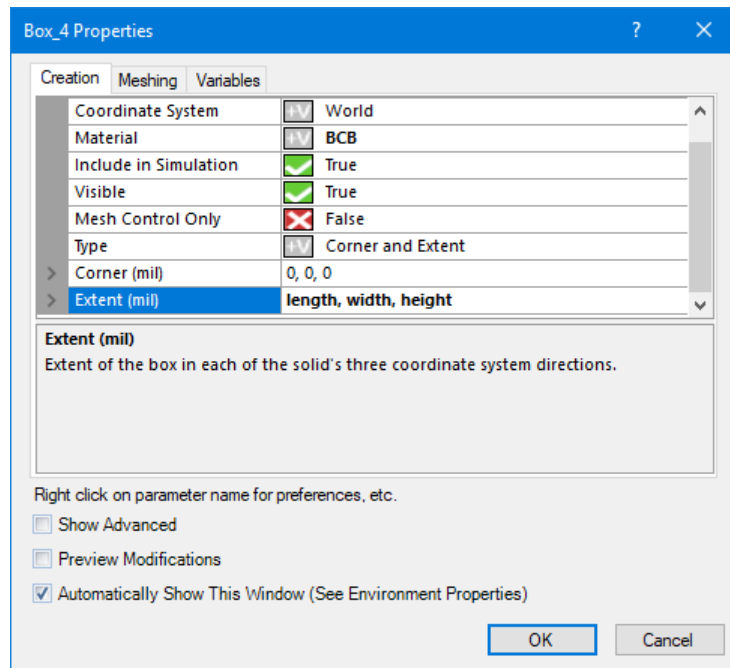 Box_4 Properties
Creation Meshing Variables
Coordinate System +V World
Material +V BCB
Include in Simulation True
Visible True
Mesh Control Only False
Type +V Corner and Extent
Corner (mil) 0, 0, 0
Extent (mil) length, width, height
Extent (mil)
Extent of the box in each of the solid's three coordinate system directions.
Right click on parameter name for preferences, etc.
Show Advanced
Preview Modifications
Automatically Show This Window (See Environment Properties)
OK Cancel